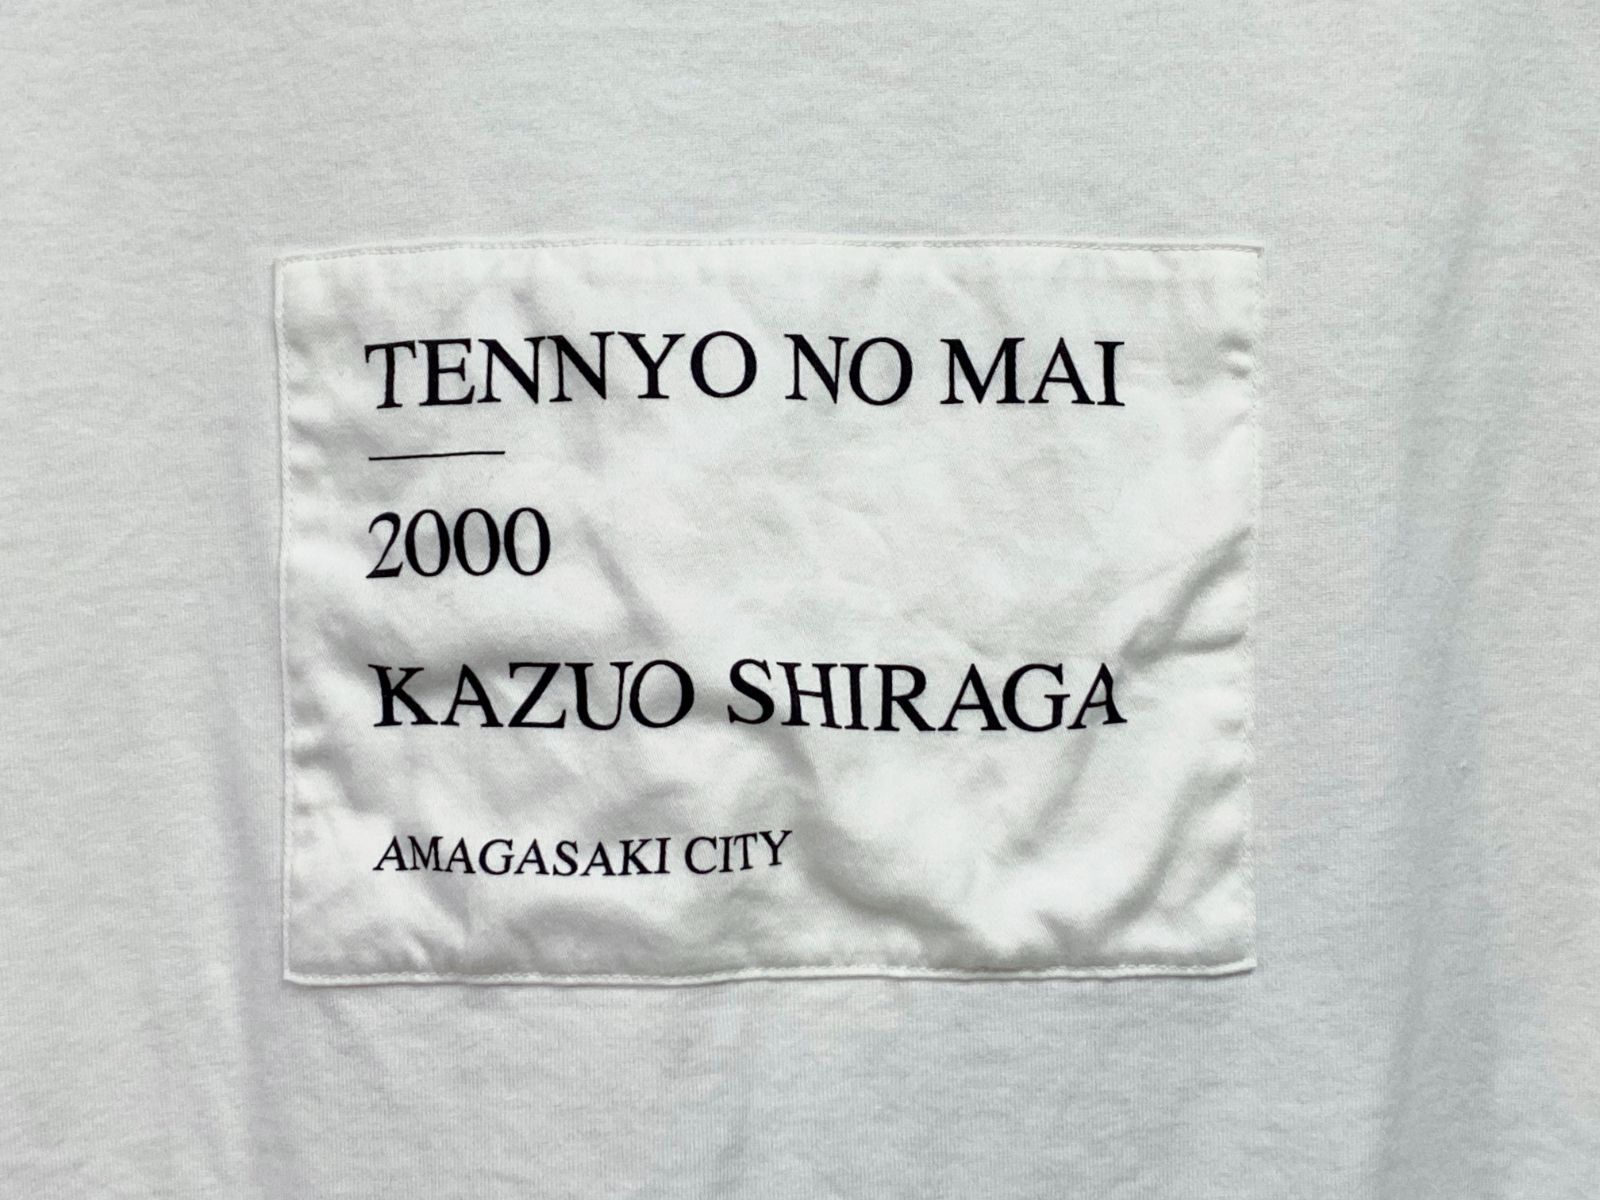 TENNYO NO MAI
2000
KAZUO SHIRAGA
AMAGASAKI CITY